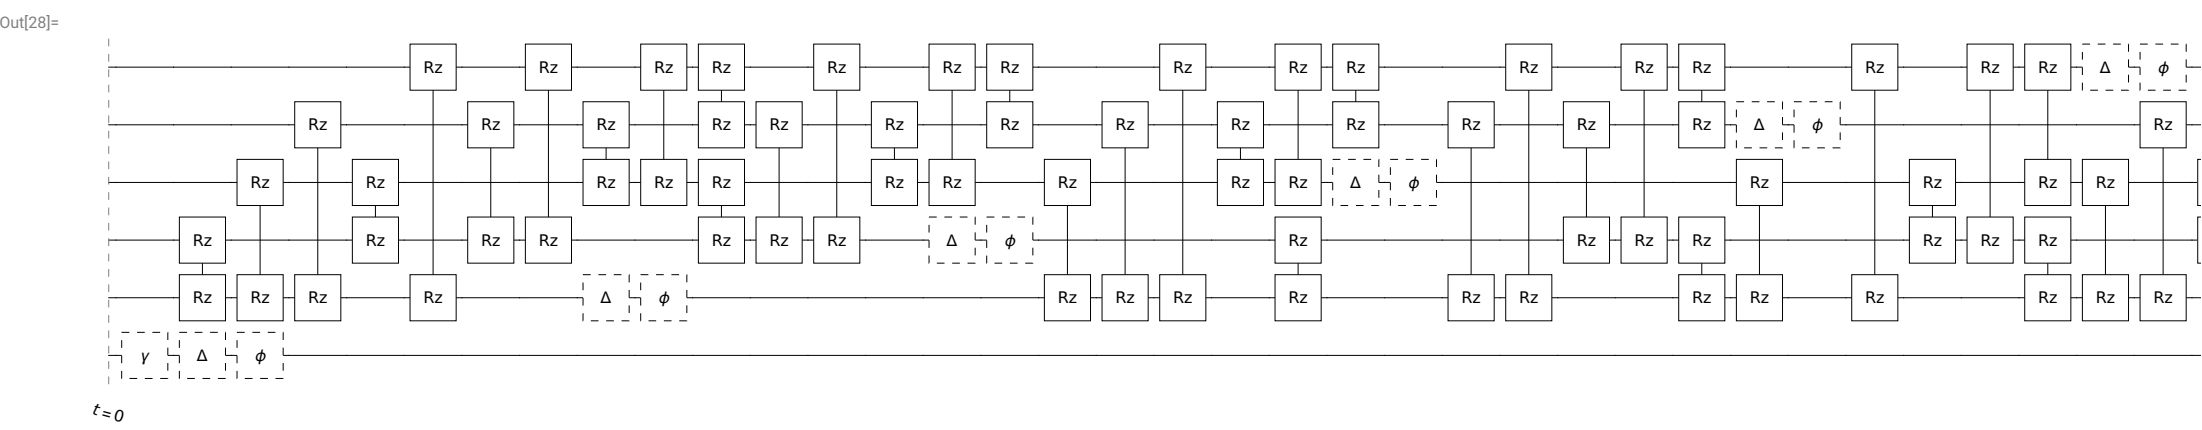 Out[28]=
Rz Rz Rz Rz Rz Rz Rz Rz Rz Rz Rz Rz Rz Rz Rz Rz Δ ϕ
Rz Rz Rz Rz Rz Rz Rz Rz Rz Rz Rz Rz Rz Δ ϕ Rz
Rz Rz Rz Rz Rz Rz Rz Rz Rz Rz Δ ϕ Rz Rz Rz Rz
Rz Rz Rz Rz Rz Rz Rz Δ ϕ Rz Rz Rz Rz Rz Rz Rz
Rz Rz Rz Rz Δ ϕ Rz Rz Rz Rz Rz Rz Rz Rz Rz Rz Rz Rz
γ Δ ϕ
t=0